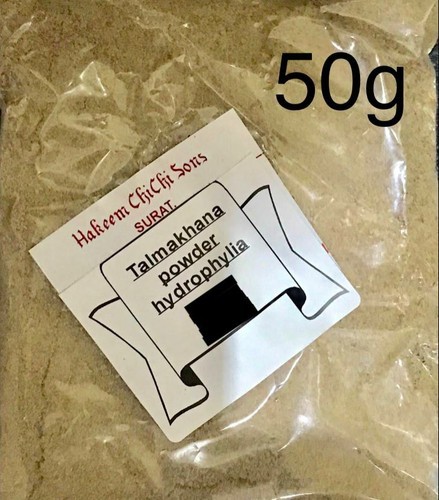 50g
Hakeem ChiChi Sons
SURAT.
Talmakhana
powder
hydrophylia